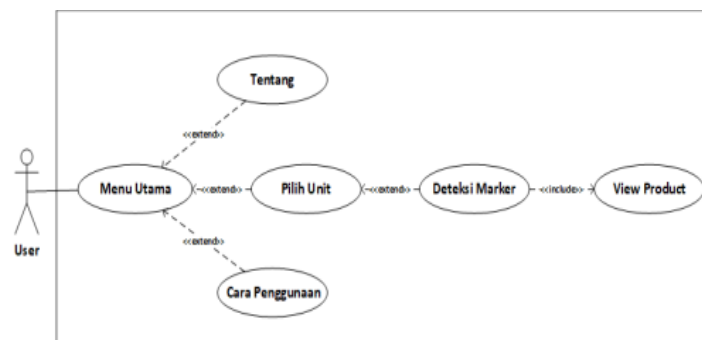 Tentang
<<extend>>
Menu Utama
<<extend>>
Pilih Unit
<<extend>>
Deteksi Marker
<<include>>
View Product
User
<<extend>>
Cara Penggunaan